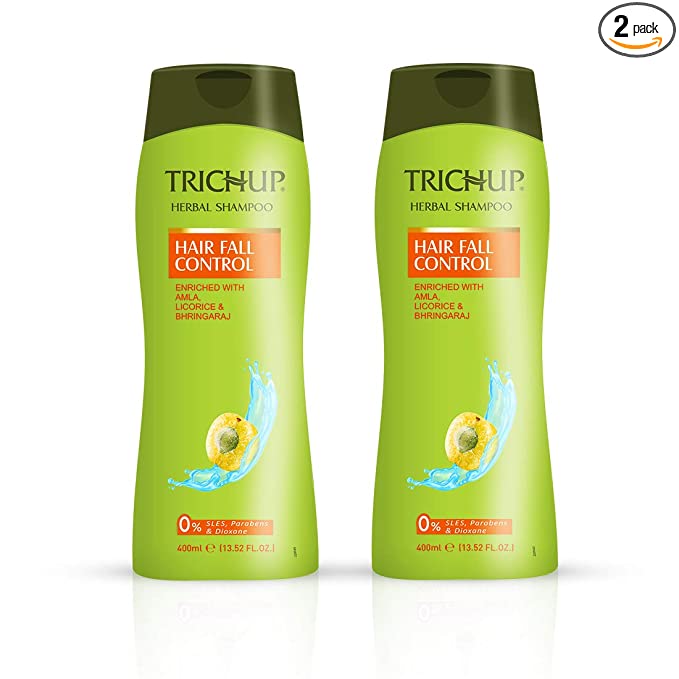 2
pack
TRICHUP®
HERBAL SHAMPOO
HAIR FALL
CONTROL
ENRICHED WITH
AMLA,
LICORICE &
BHRINGARAJ
0% SLES, Parabens
& Dioxane
400ml ℮ (13.52 FL.OZ.)
TRICHUP®
HERBAL SHAMPOO
HAIR FALL
CONTROL
ENRICHED WITH
AMLA,
LICORICE &
BHRINGARAJ
0% SLES, Parabens
& Dioxane
400ml ℮ (13.52 FL.OZ.)